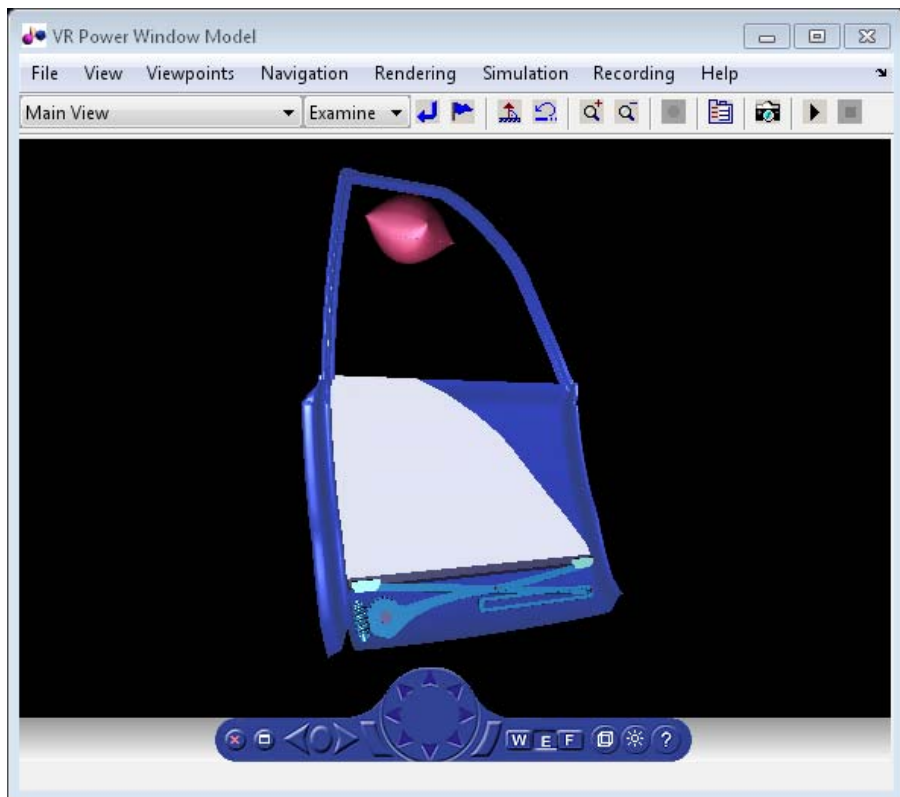 VR Power Window Model
File View Viewpoints Navigation Rendering Simulation Recording Help
Main View Examine
W E F ?